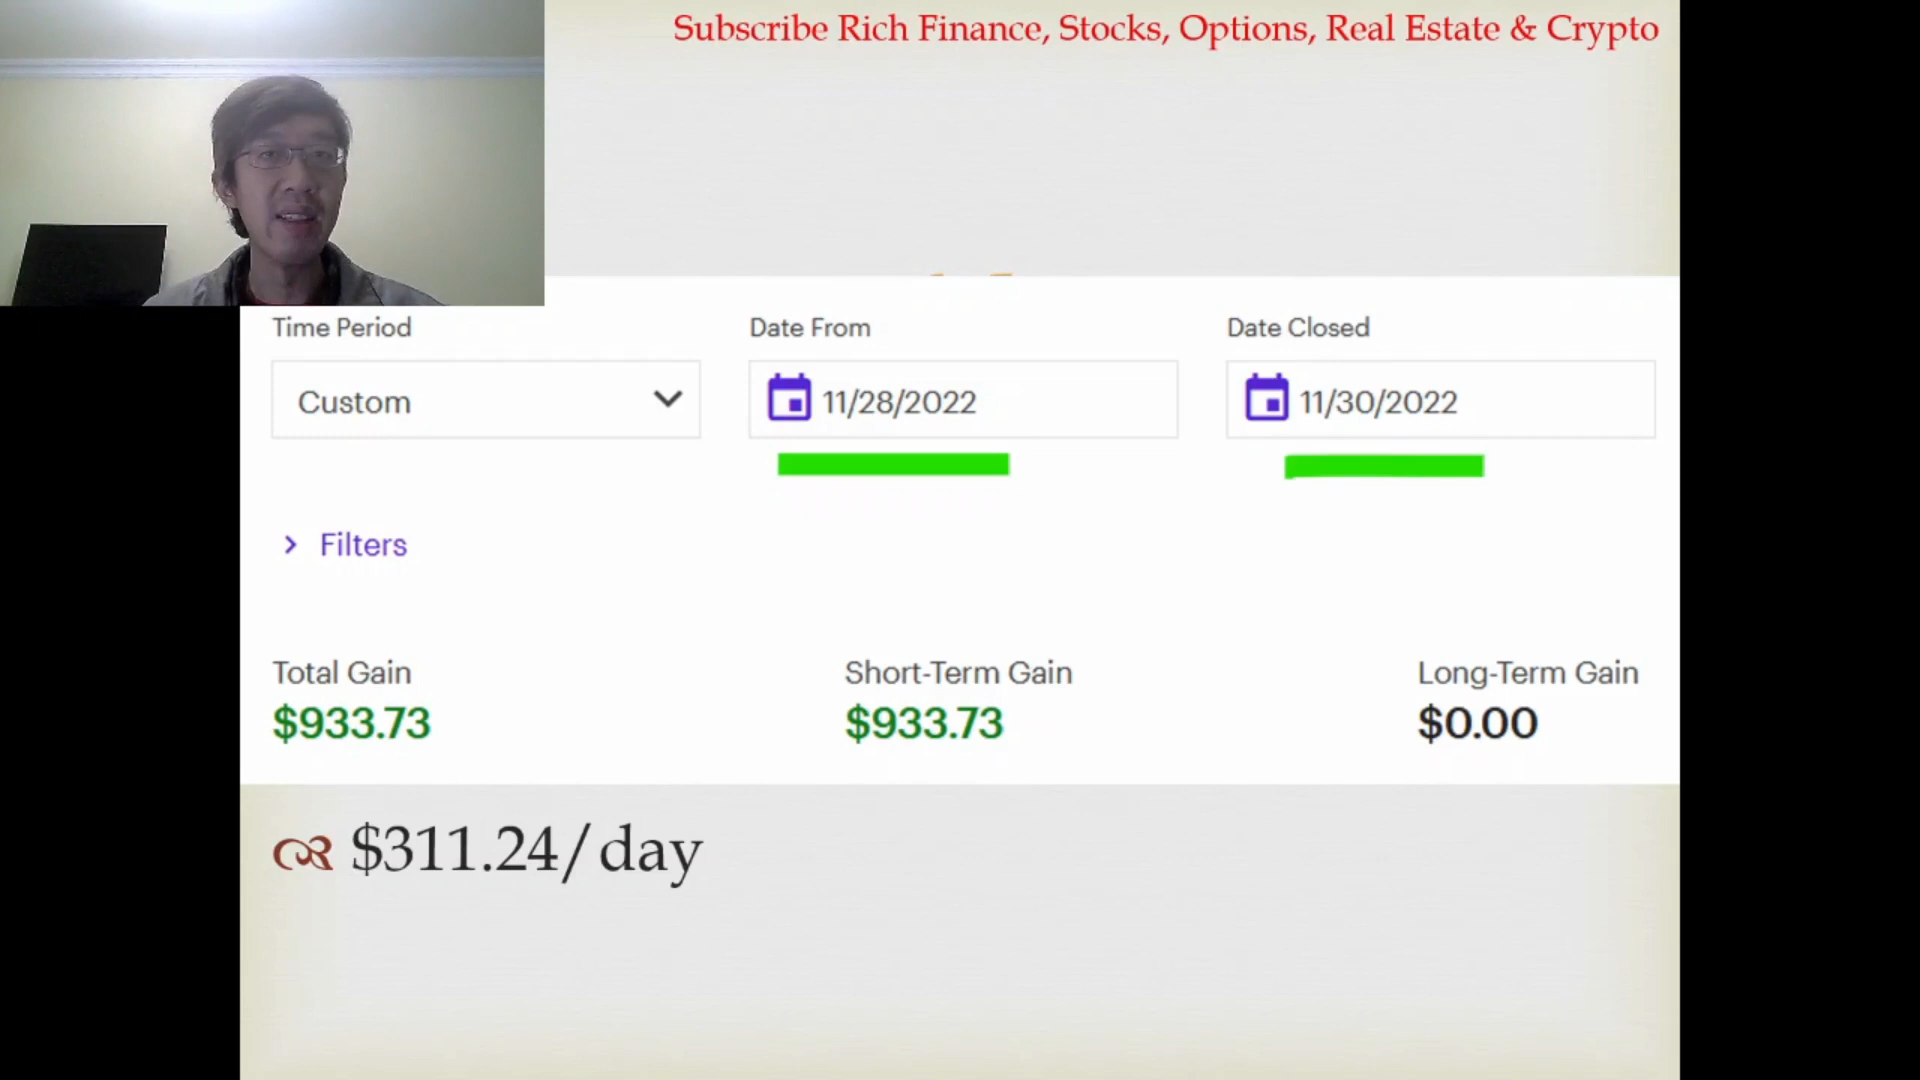 Subscribe Rich Finance, Stocks, Options, Real Estate & Crypto
Time Period
Date From
Date Closed
Custom
11/28/2022
11/30/2022
Filters
Total Gain
Short-Term Gain
Long-Term Gain
$933.73
$933.73
$0.00
$311.24/day